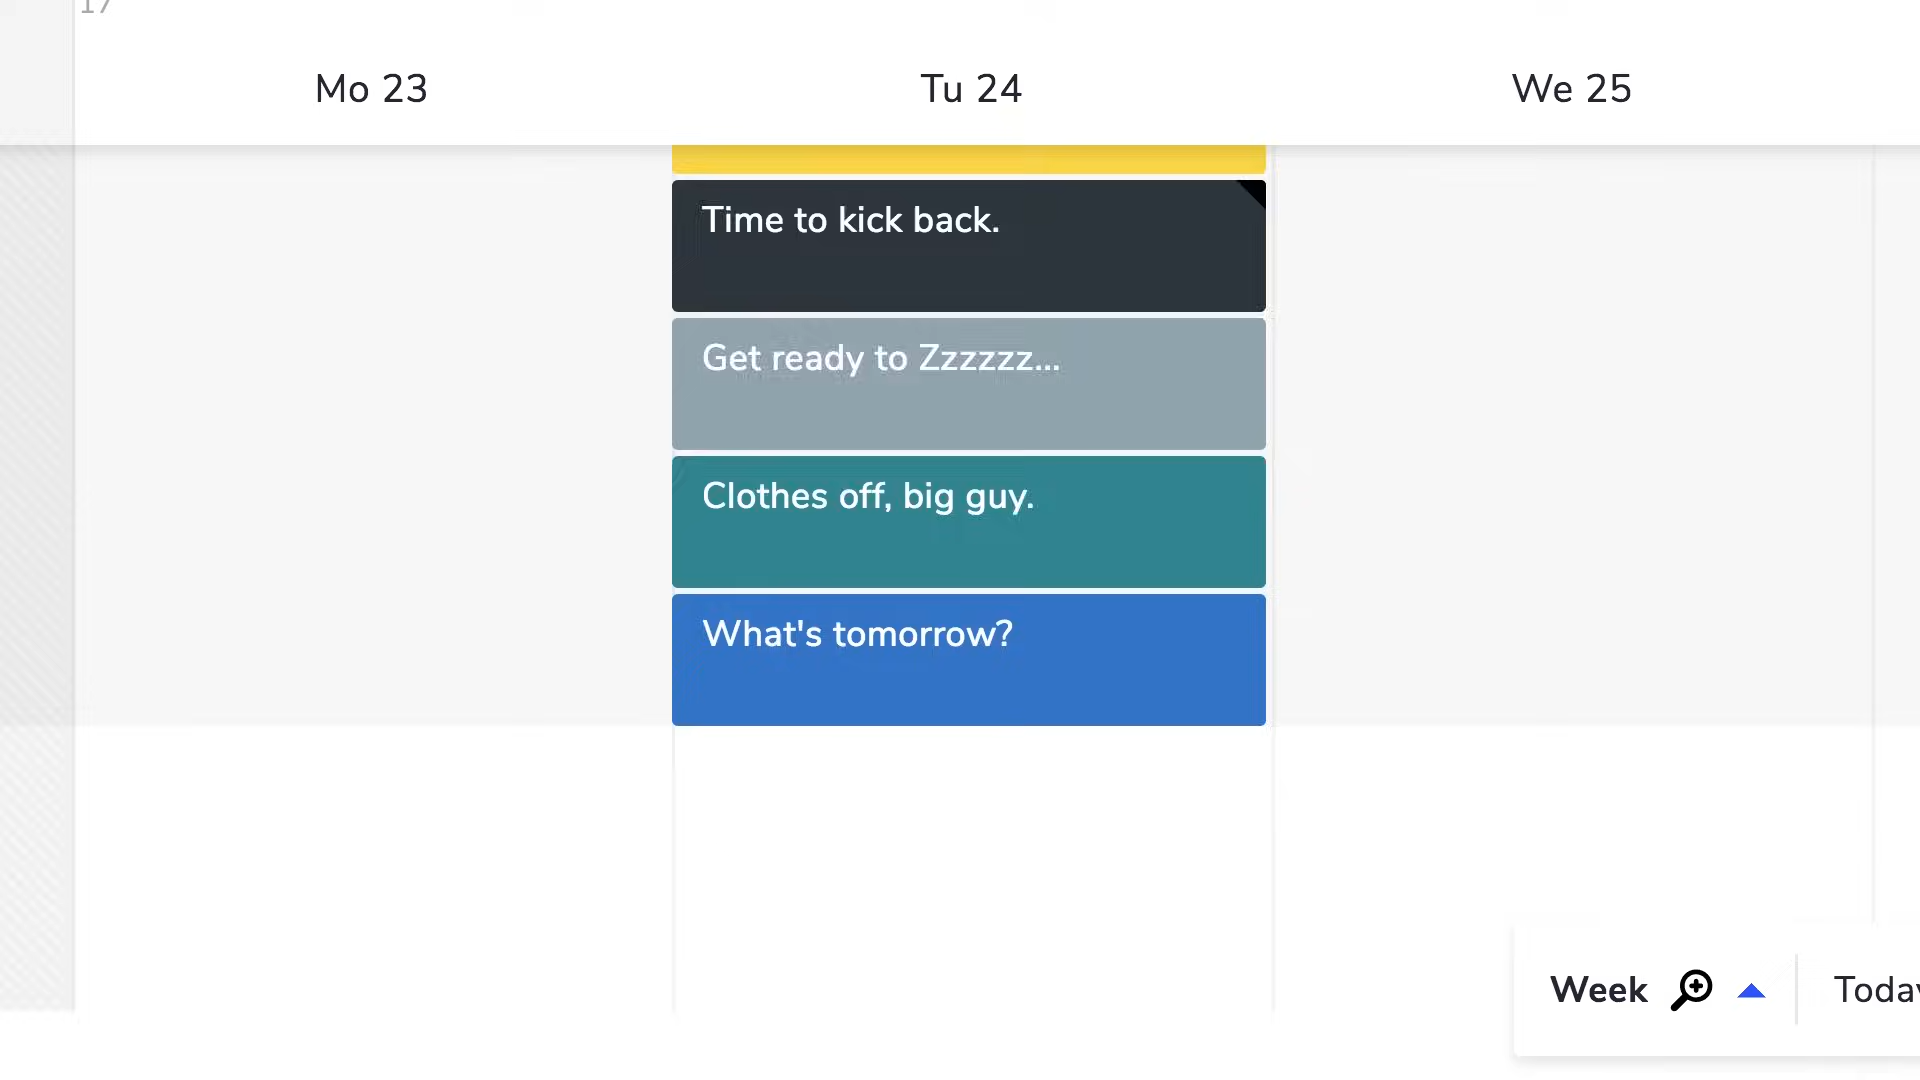 17
Mo 23
Tu 24
We 25
Time to kick back.
Get ready to Zzzzzz...
Clothes off, big guy.
What's tomorrow?
Week